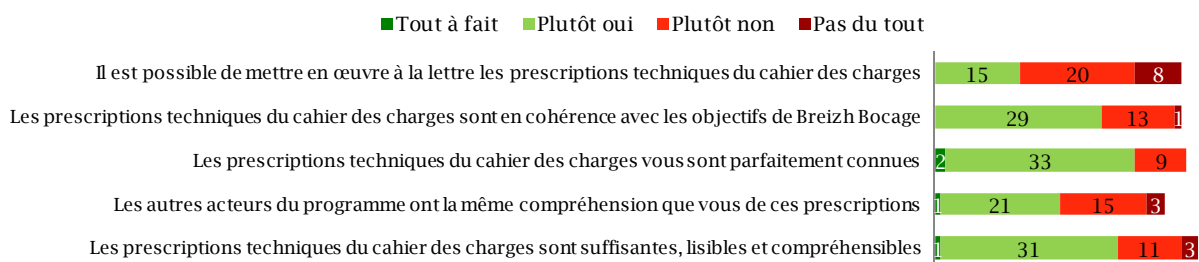 Tout à fait Plutôt oui Plutôt non Pas du tout
Il est possible de mettre en œuvre à la lettre les prescriptions techniques du cahier des charges 15 20 8
Les prescriptions techniques du cahier des charges sont en cohérence avec les objectifs de Breizh Bocage 29 13 1
Les prescriptions techniques du cahier des charges vous sont parfaitement connues 2 33 9
Les autres acteurs du programme ont la même compréhension que vous de ces prescriptions 1 21 15 3
Les prescriptions techniques du cahier des charges sont suffisantes, lisibles et compréhensibles 1 31 11 3